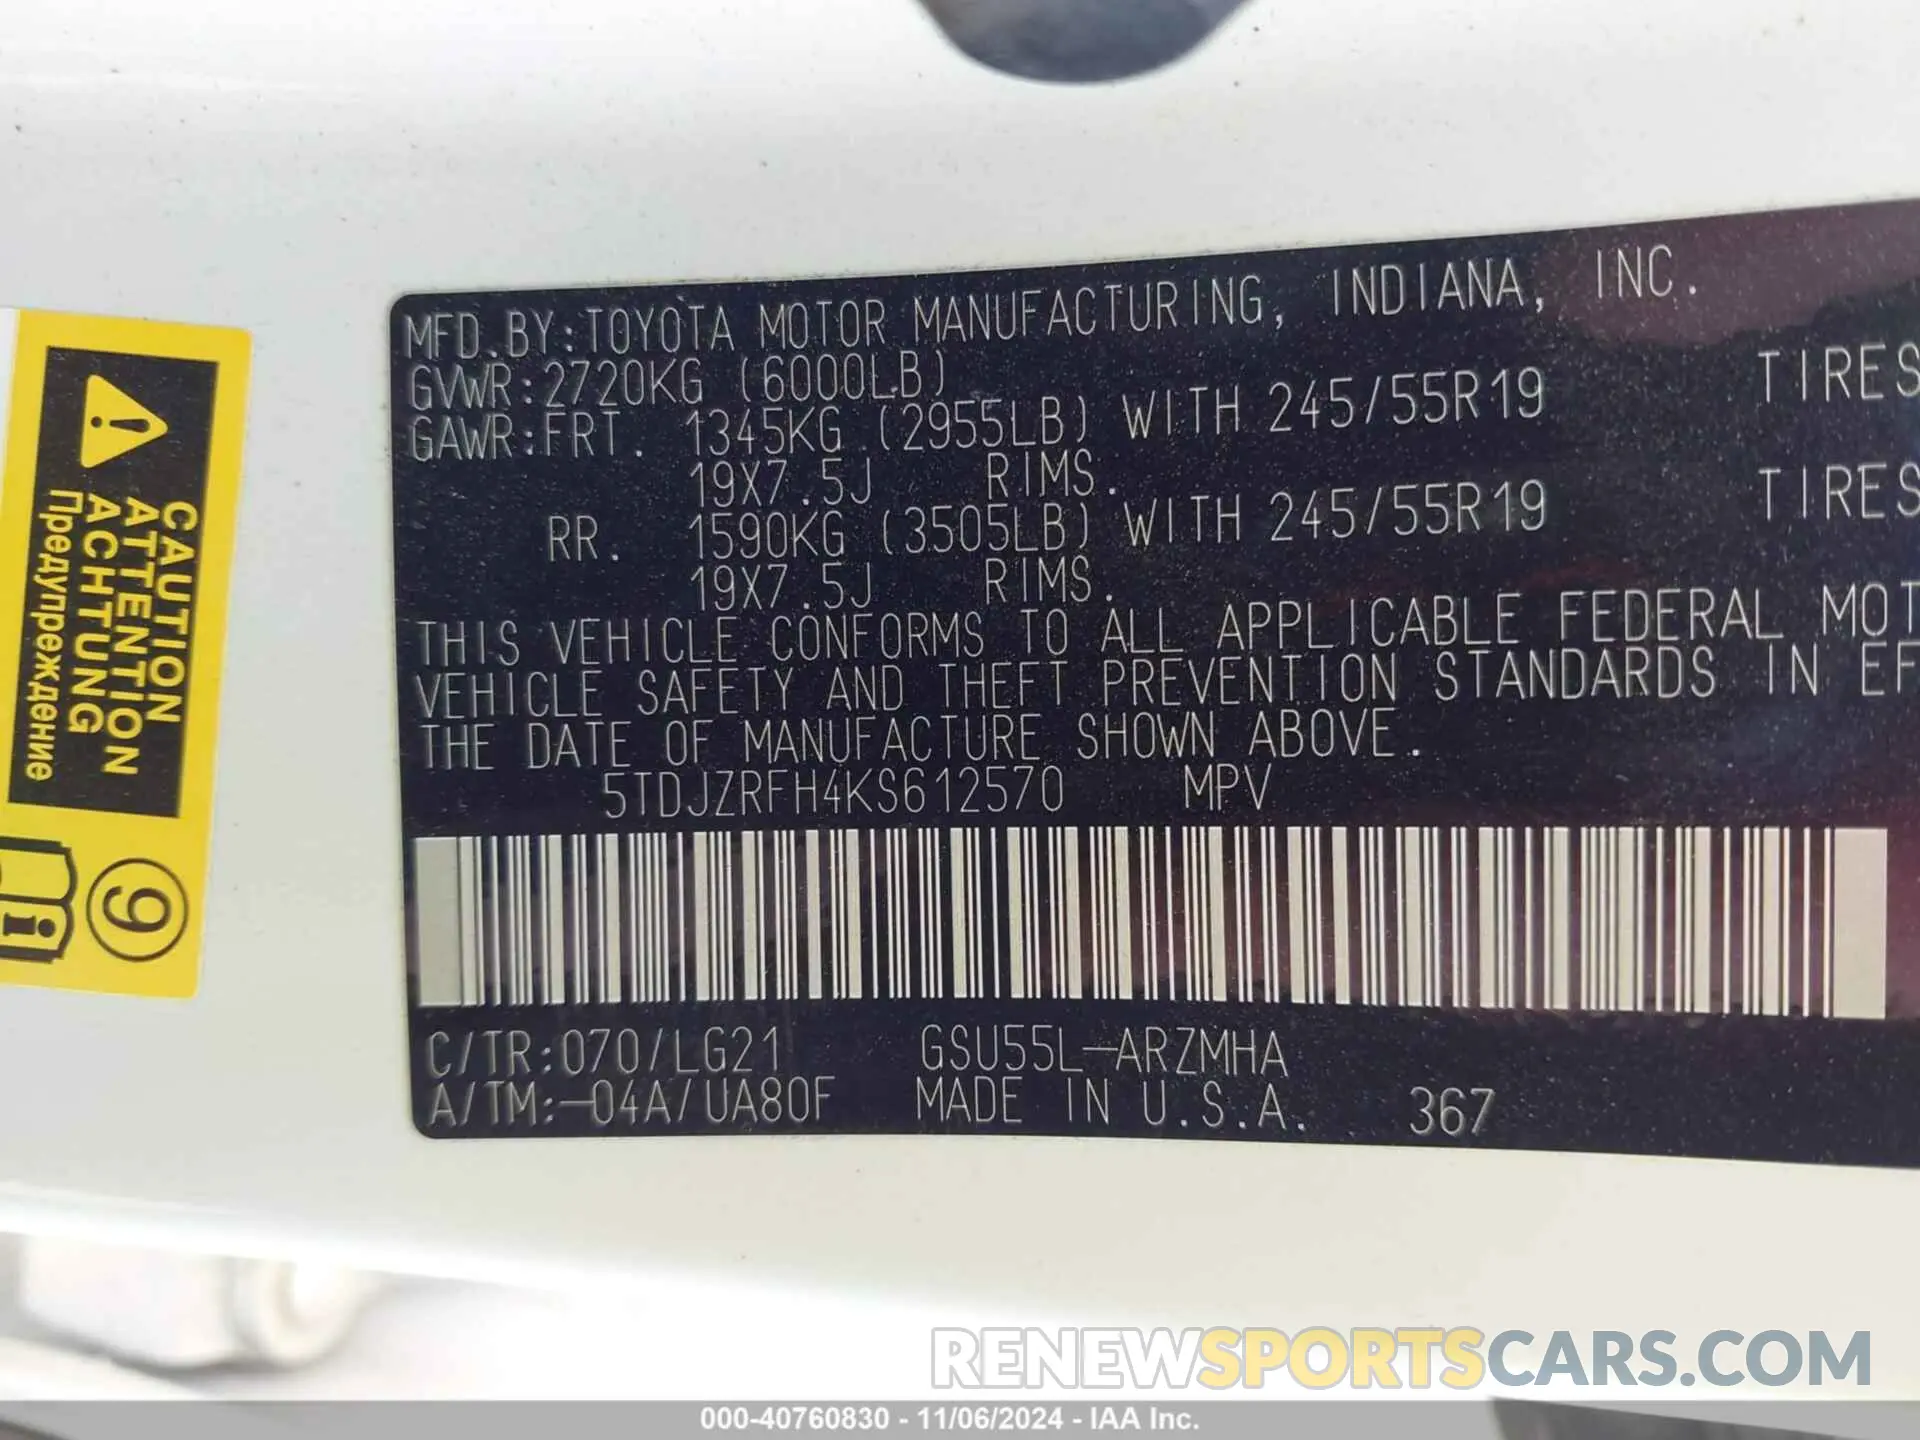 MFD.BY:TOYOTA MOTOR MANUFACTURING, INDIANA, INC.
GVWR:2720KG (6000LB)
GAWR:FRT. 1345KG (2955LB) WITH 245/55R19 TIRES
19X7.5J RIMS.
RR. 1590KG (3505LB) WITH 245/55R19 TIRES
19X7.5J RIMS.
THIS VEHICLE CONFORMS TO ALL APPLICABLE FEDERAL MOT
VEHICLE SAFETY AND THEFT PREVENTION STANDARDS IN EF
THE DATE OF MANUFACTURE SHOWN ABOVE.
5TDJZRFH4KS612570 MPV
C/TR:070/LG21 GSU55L-ARZMHA
A/TM:-04A/UA80F MADE IN U.S.A. 367
CAUTION
ATTENTION
ACHTUNG
Предупреждение
9
i
RENEWSPORTSCARS.COM
000-40760830 - 11/06/2024 - IAA Inc.